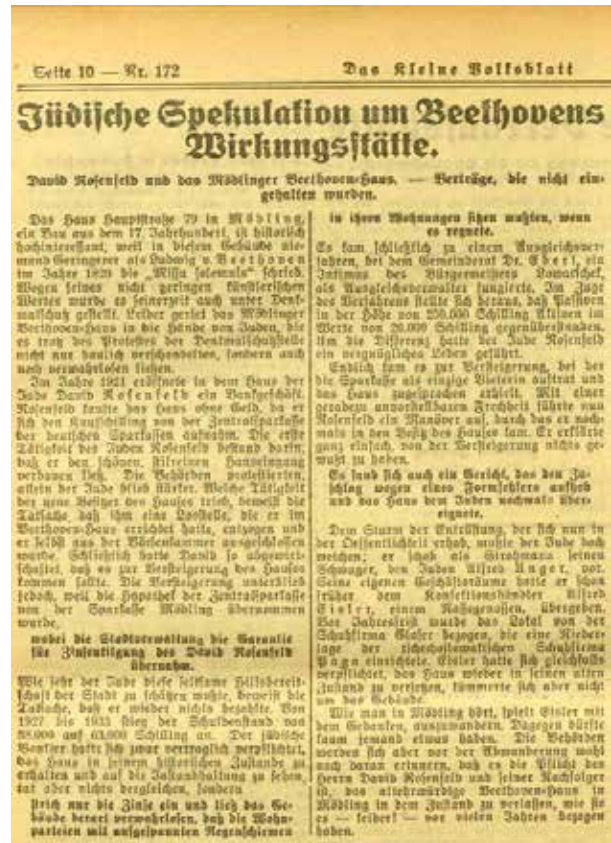 Seite 10 — Nr. 172
Das Kleine Volksblatt
Jüdische Spekulation um Beethovens
Wirkungsstätte.
David Rosenfeld und das Mödlinger Beethoven-Haus. — Verträge, die nicht ein-
gehalten wurden.
Das Haus Hauptstraße 79 in Mödling,
ein Bau aus dem 17. Jahrhundert, ist historisch
hochinteressant, weil in diesem Gebäude nie-
mand Geringerer als Ludwig v. Beethoven
im Jahre 1820 die „Missa solemnis“ schrieb.
Wegen seines nicht geringen künstlerischen
Wertes wurde es seinerzeit auch unter Denk-
malschutz gestellt. Leider geriet das Mödlinger
Beethoven-Haus in die Hände von Juden, die
es trotz des Protestes der Denkmalschutzstelle
nicht nur baulich verschandelten, sondern auch
noch verwahrlosen ließen.
Im Jahre 1921 eröffnete in dem Haus der
Jude David Rosenfeld ein Bankgeschäft.
Rosenfeld kaufte das Haus ohne Geld, da er
sich den Kaufschilling von der Zentralsparkasse
der deutschen Sparkassen ausnahm. Die erste
Tätigkeit des Juden Rosenfeld bestand darin,
daß er den schönen, stilreinen Hauseingang
verbauen ließ. Die Behörden protestierten,
allein der Jude blieb stärker. Welche Tätigkeit
der neue Besitzer des Hauses trieb, beweist die
Tatsache, daß ihm eine Losstelle, die er im
Beethoven-Haus errichtet hatte, entzogen und
er selbst aus der Börsenkammer ausgeschlossen
wurde. Schließlich hatte David so abgewirt-
schaftet, daß es zur Versteigerung des Hauses
kommen sollte. Die Versteigerung unterblieb
jedoch, weil die Hypothek der Zentralsparkasse
von der Sparkasse Mödling übernommen
wurde,
wobei die Stadtverwaltung die Garantie
für Zinsentilgung des David Rosenfeld
übernahm.
Wie sehr der Jude diese seltsame Hilfsbereit-
schaft der Stadt zu schätzen wußte, beweist die
Tatsache, daß er wieder nichts bezahlte. Von
1927 bis 1933 stieg der Schuldenstand von
auf 63.000 Schilling an. Der jüdische
Bankier hatte sich zwar vertraglich verpflichtet,
das Haus in seinem historischen Zustande zu
erhalten und auf die Instandhaltung zu sehen,
tat aber nichts dergleichen, sondern
strich nur die Zinse ein und ließ das Ge-
bäude derart verwahrlosen, daß die Wohn-
parteien mit aufgespannten Regenschirmen
in ihren Wohnungen sitzen mußten, wenn
es regnete.
Es kam schließlich zu einem Ausgleichsver-
fahren, bei dem Gemeinderat Dr. Eberl, ein
Intimus des Bürgermeisters Lowatschek,
als Ausgleichsverwalter fungierte. Im Zuge
des Verfahrens stellte sich heraus, daß Passiven
in der Höhe von 250.000 Schilling Aktiven im
Werte von 20.000 Schilling gegenüberstanden.
Um die Differenz hatte der Jude Rosenfeld
ein vergnügliches Leben geführt.
Endlich kam es zur Versteigerung, bei der
die Sparkasse als einzige Bieterin auftrat und
das Haus zugesprochen erhielt. Mit einer
geradezu unvorstellbaren Frechheit führte nun
Rosenfeld ein Manöver auf, durch das er noch-
mals in den Besitz des Hauses kam. Er erklärte
ganz einfach, von der Versteigerung nichts ge-
wußt zu haben.
Es fand sich auch ein Gericht, das den Zu-
schlag wegen eines Formfehlers aufhob
und das Haus dem Juden nochmals über-
eignete.
Dem Sturm der Entrüstung, der sich nun in
der Oeffentlichkeit erhob, mußte der Jude doch
weichen; er schob als Strohmann seinen
Schwager, den Juden Alfred Unger, vor.
Seine eigenen Geschäftsräume hatte er schon
früher dem Konfektionshändler Alfred
Eisler, einem Rassegenossen, übergeben.
Vor Jahresfrist wurde das Lokal von der
Schuhfirma Glaser bezogen, die eine Nieder-
lage der tschechoslowakischen Schuhfirma
Papa einrichtete. Eisler hatte sich gleichfalls
verpflichtet, das Haus wieder in seinen alten
Zustand zu versetzen, kümmerte sich aber nicht
um das Gebäude.
Wie man in Mödling hört, spielt Eisler mit
dem Gedanken, auszuwandern. Dagegen dürfte
kaum jemand etwas haben. Die Behörden
werden sich aber vor der Abwanderung wohl
noch daran erinnern, daß es die Pflicht des
Herrn David Rosenfeld und seiner Nachfolger
ist, das altehrwürdige Beethoven-Haus in
Mödling in dem Zustand zu verlassen, wie sie
es — leider! — vor vielen Jahren bezogen
haben.